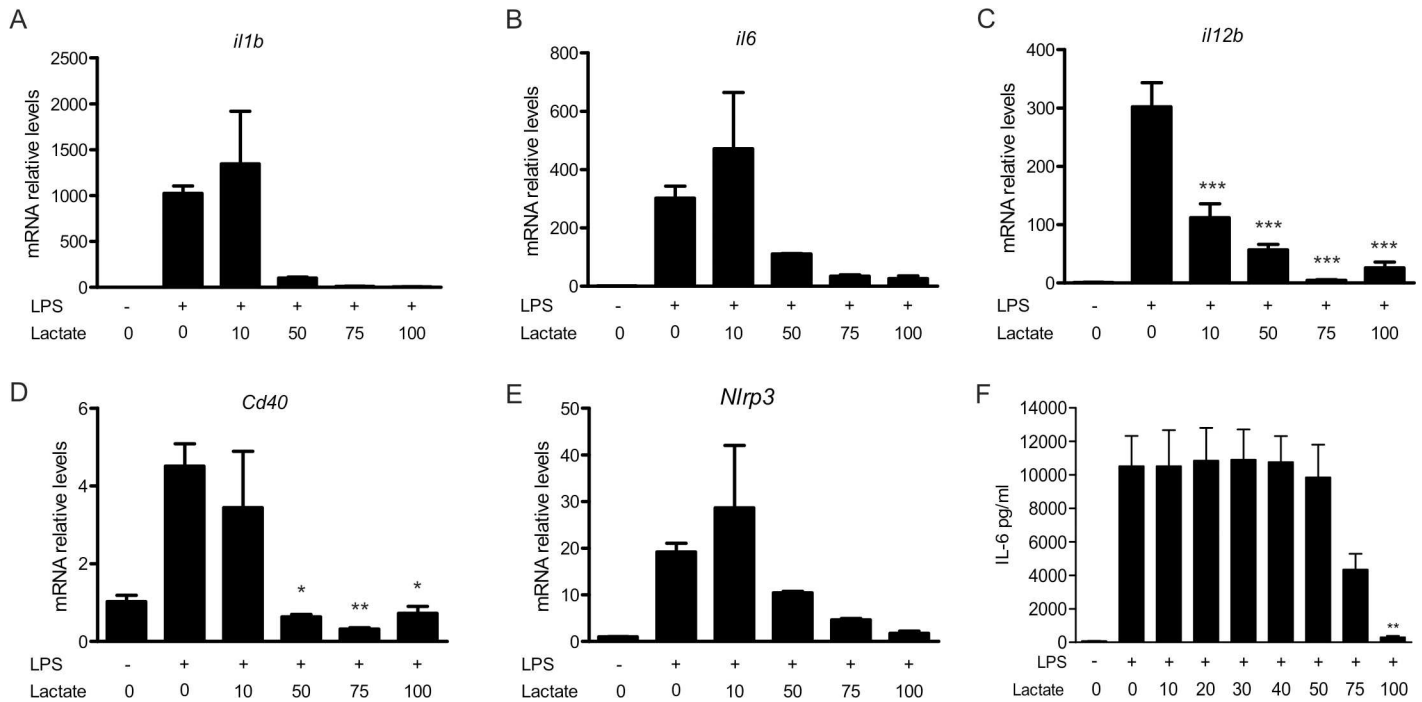 A
il1b
mRNA relative levels
2500
2000
1500
1000
500
0
LPS - + + + + +
Lactate 0 0 10 50 75 100
B
il6
mRNA relative levels
800
600
400
200
0
LPS - + + + + +
Lactate 0 0 10 50 75 100
C
il12b
mRNA relative levels
400
300
200
100
0
*** *** *** ***
LPS - + + + + +
Lactate 0 0 10 50 75 100
D
Cd40
mRNA relative levels
6
4
2
0
* ** *
LPS - + + + + +
Lactate 0 0 10 50 75 100
E
Nlrp3
mRNA relative levels
50
40
30
20
10
0
LPS - + + + + +
Lactate 0 0 10 50 75 100
F
IL-6 pg/ml
14000
12000
10000
8000
6000
4000
2000
0
**
LPS - + + + + + + + +
Lactate 0 0 10 20 30 40 50 75 100